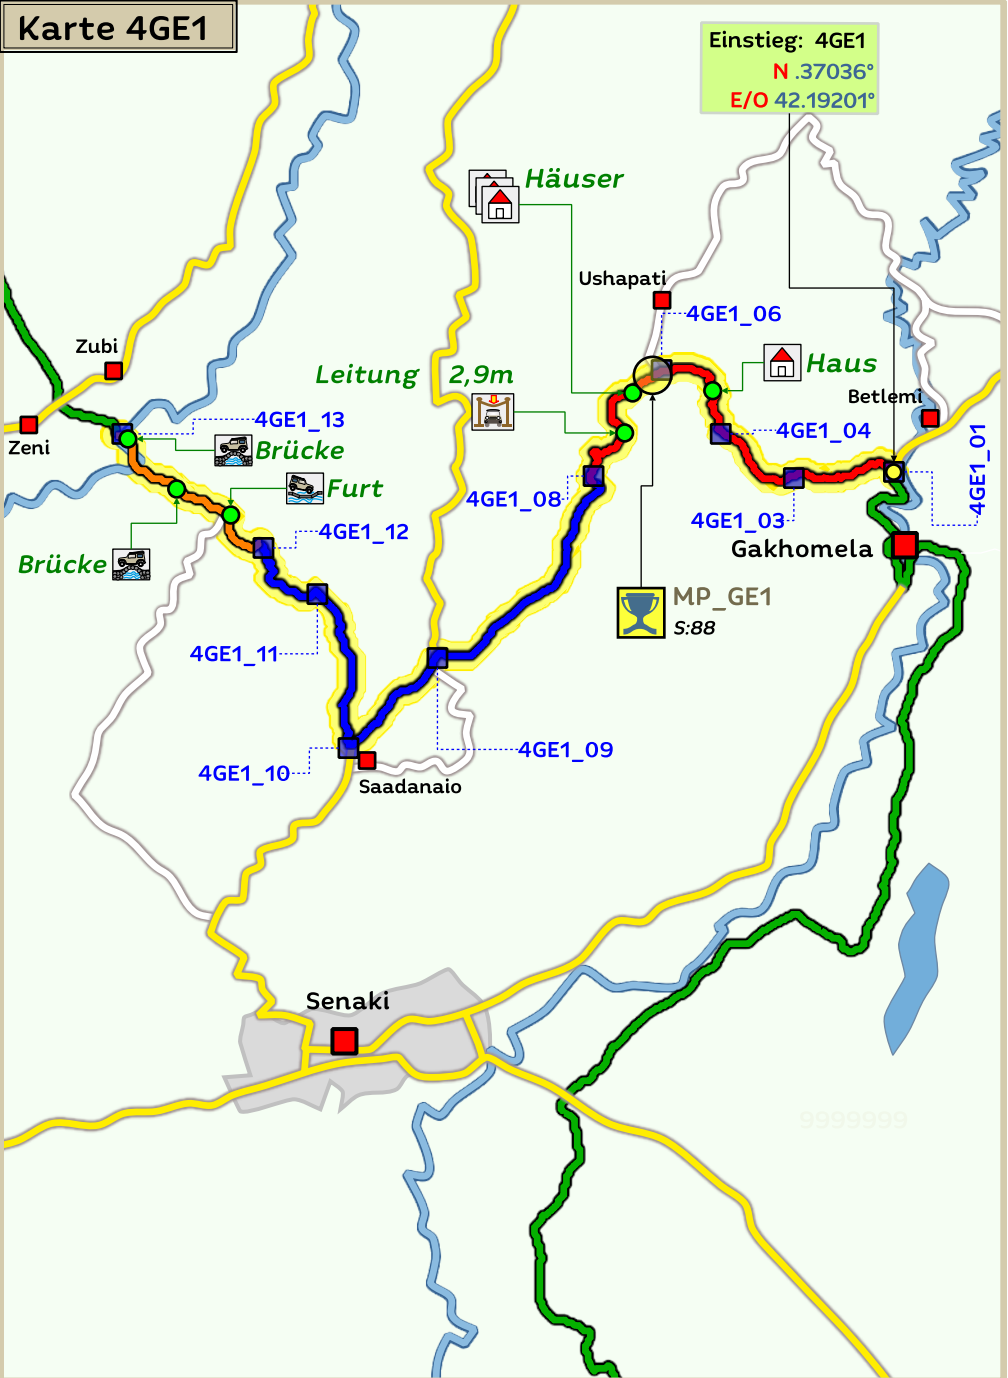 Karte 4GE1
Einstieg: 4GE1
N .37036°
E/O 42.19201°
Häuser
Ushapati
4GE1_06
Zubi
Leitung 2,9m
Haus
Betlemi
4GE1_13
4GE1_04
Zeni
Brücke
4GE1_01
Furt
4GE1_08
4GE1_03
4GE1_12
Gakhomela
Brücke
MP_GE1
S:88
4GE1_11
4GE1_09
4GE1_10
Saadanaio
Senaki
9999999